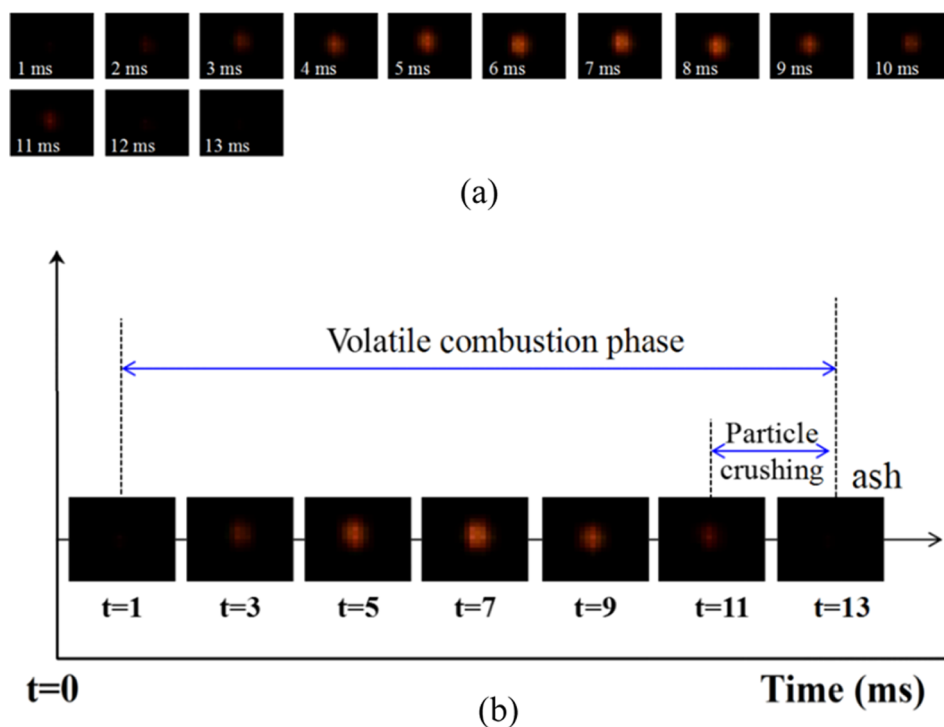 1 ms 2 ms 3 ms 4 ms 5 ms 6 ms 7 ms 8 ms 9 ms 10 ms
11 ms 12 ms 13 ms
(a)
Volatile combustion phase
Particle
crushing
ash
t=1 t=3 t=5 t=7 t=9 t=11 t=13
t=0 Time (ms)
(b)